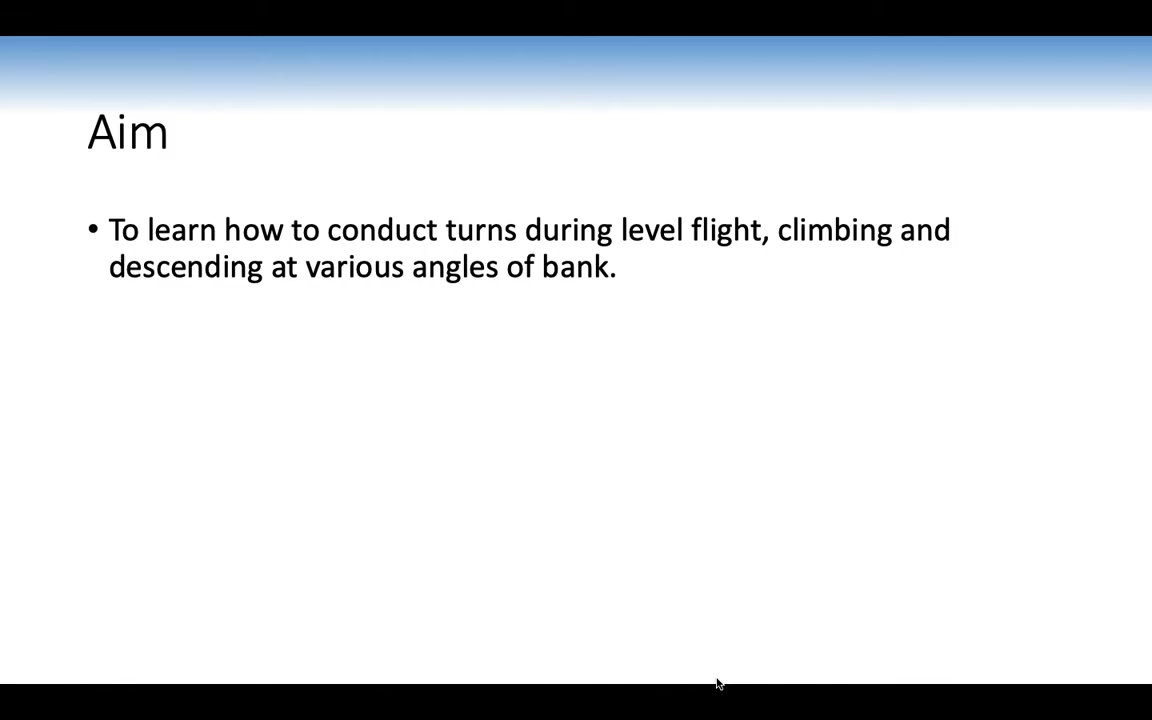 Aim
• To learn how to conduct turns during level flight, climbing and
descending at various angles of bank.